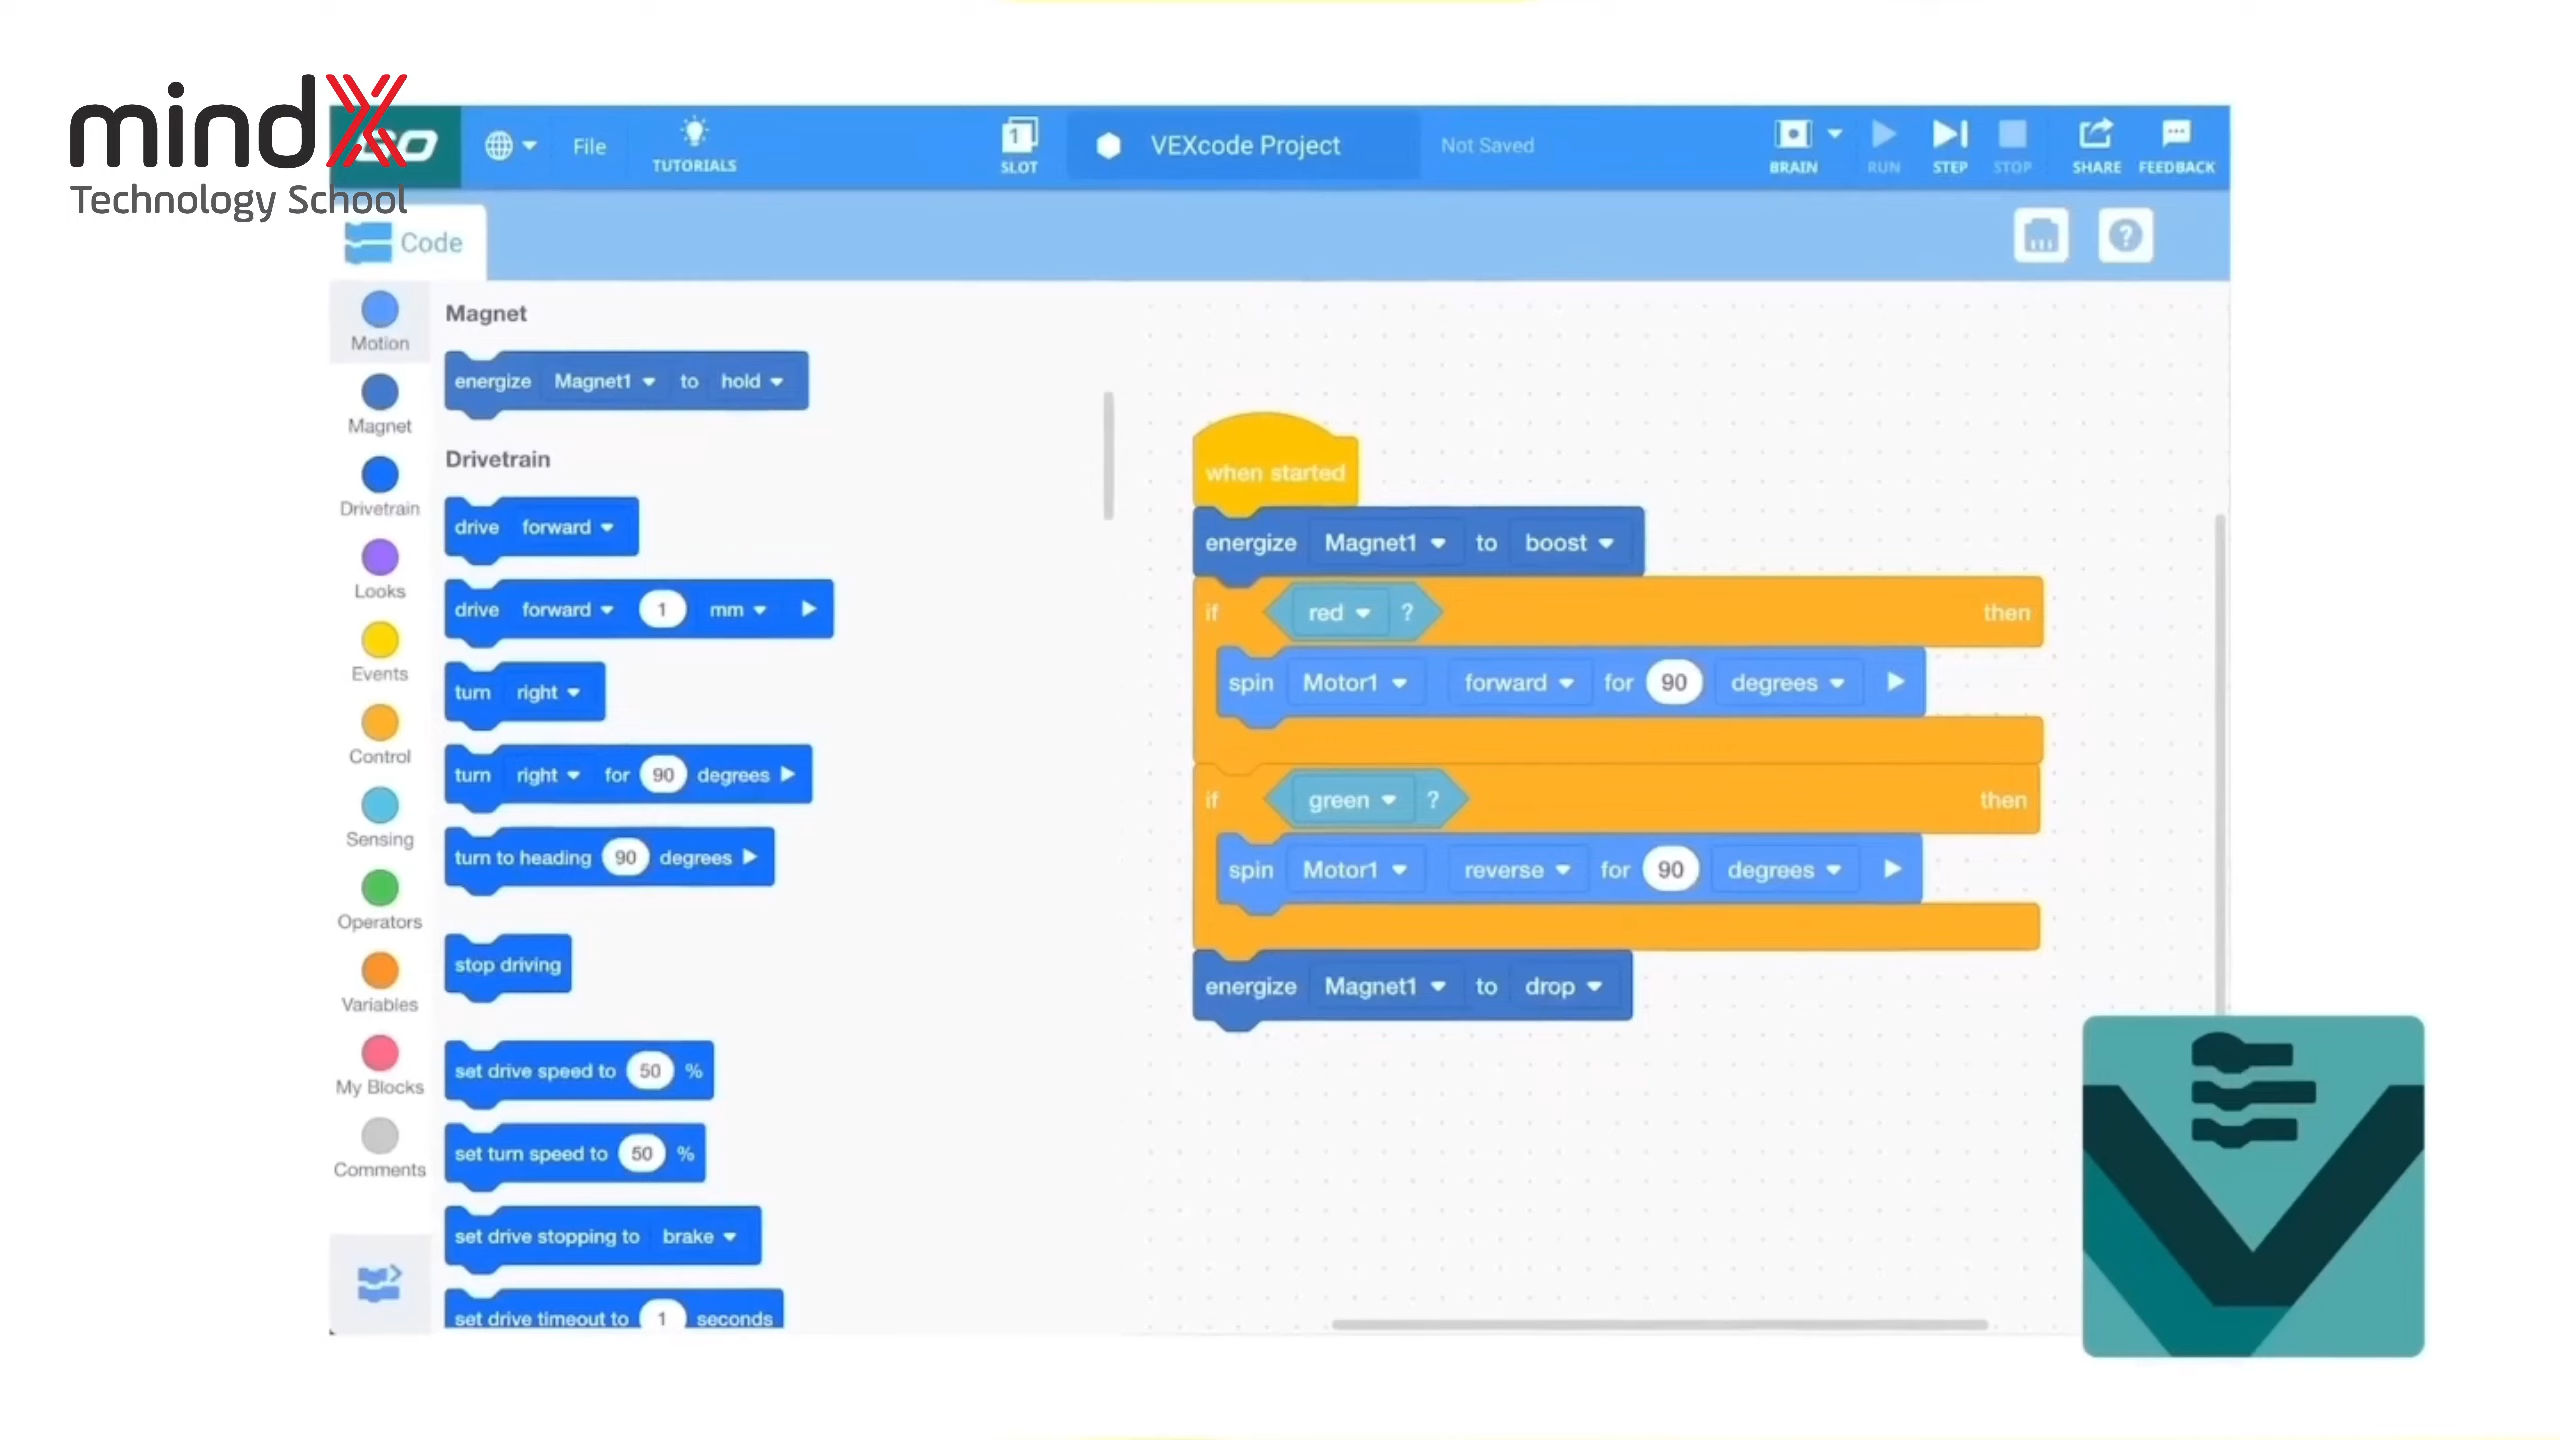 mindX
Technology School
GO
File
TUTORIALS
1
SLOT
VEXcode Project
Not Saved
BRAIN
RUN
STEP
STOP
SHARE
FEEDBACK
Code
?
Motion
Magnet
Drivetrain
Looks
Events
Control
Sensing
Operators
Variables
My Blocks
Comments
Magnet
energize Magnet1 to hold
Drivetrain
drive forward
drive forward 1 mm
turn right
turn right for 90 degrees
turn to heading 90 degrees
stop driving
set drive speed to 50 %
set turn speed to 50 %
set drive stopping to brake
set drive timeout to 1 seconds
when started
energize Magnet1 to boost
if red ? then
spin Motor1 forward for 90 degrees
if green ? then
spin Motor1 reverse for 90 degrees
energize Magnet1 to drop